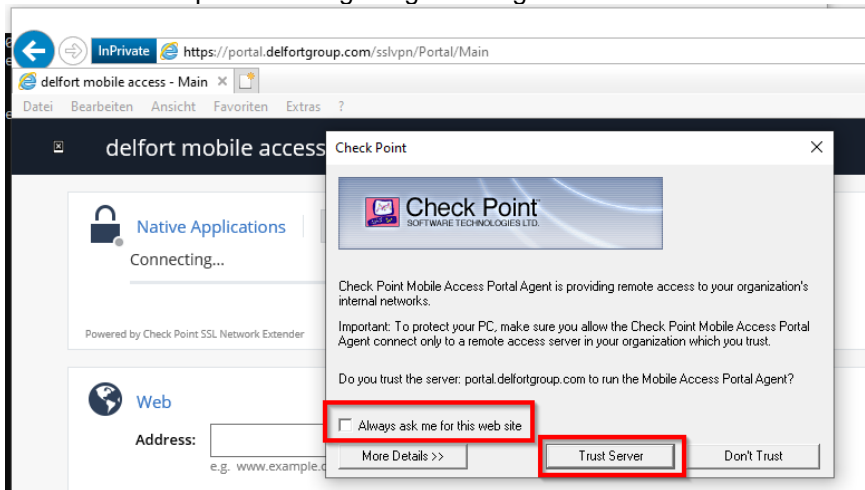 InPrivate https://portal.delfortgroup.com/sslvpn/Portal/Main
delfort mobile access - Main
Datei Bearbeiten Ansicht Favoriten Extras ?
delfort mobile access
Check Point
Check Point
SOFTWARE TECHNOLOGIES LTD.
Native Applications
Connecting...
Check Point Mobile Access Portal Agent is providing remote access to your organization's
internal networks.
Important: To protect your PC, make sure you allow the Check Point Mobile Access Portal
Agent connect only to a remote access server in your organization which you trust.
Powered by Check Point SSL Network Extender
Do you trust the server: portal.delfortgroup.com to run the Mobile Access Portal Agent?
Web
Always ask me for this web site
Address:
More Details >> Trust Server Don't Trust
e.g. www.example.c